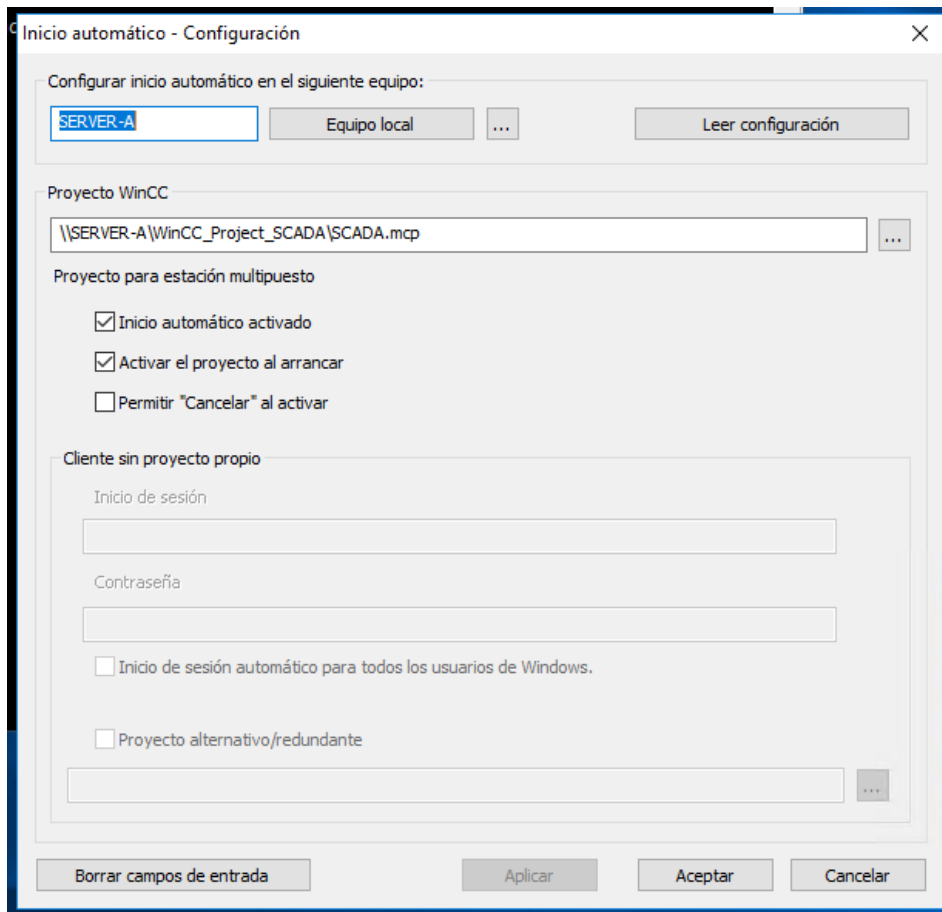 Inicio automático - Configuración
Configurar inicio automático en el siguiente equipo:
SERVER-A
Equipo local
...
Leer configuración
Proyecto WinCC
\\SERVER-A\WinCC_Project_SCADA\SCADA.mcp
...
Proyecto para estación multipuesto
Inicio automático activado
Activar el proyecto al arrancar
Permitir "Cancelar" al activar
Cliente sin proyecto propio
Inicio de sesión
Contraseña
Inicio de sesión automático para todos los usuarios de Windows.
Proyecto alternativo/redundante
...
Borrar campos de entrada
Aplicar
Aceptar
Cancelar